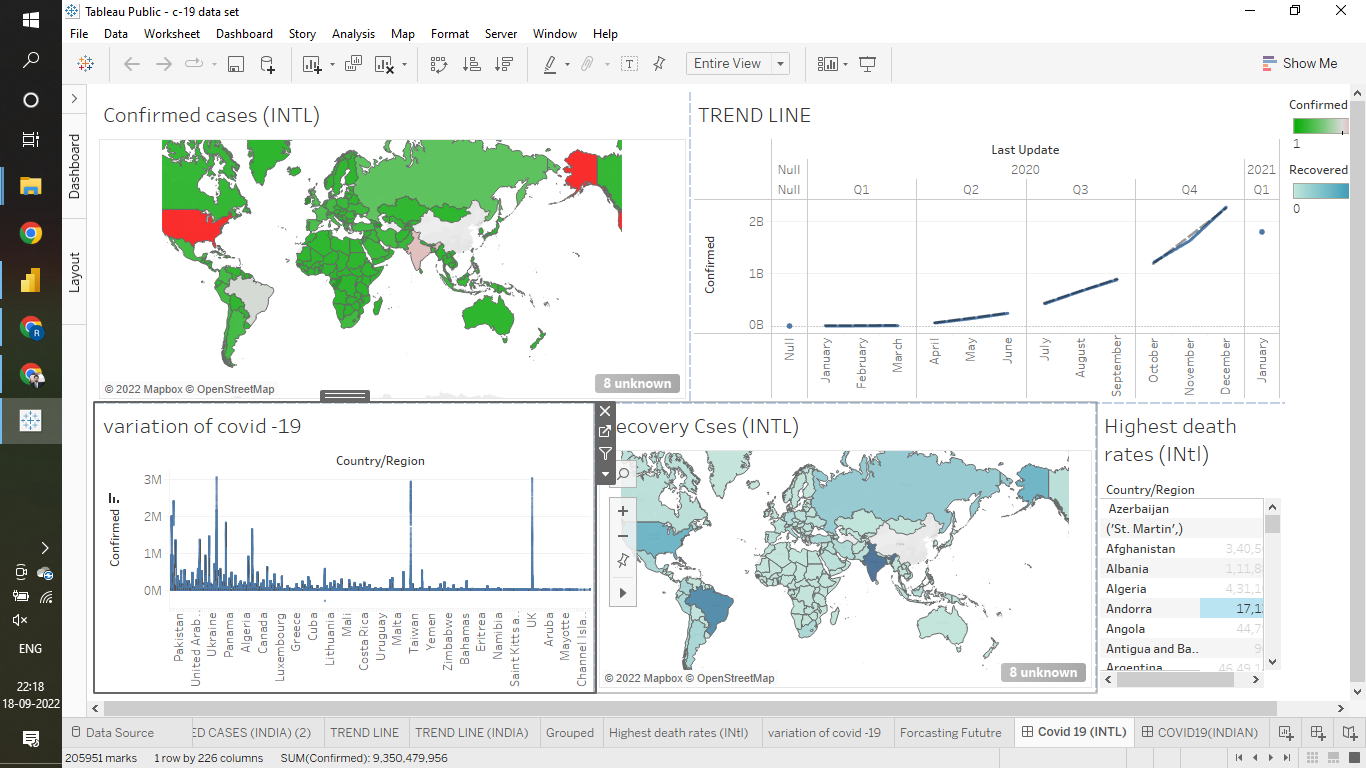 Tableau Public - c-19 data set
File Data Worksheet Dashboard Story Analysis Map Format Server Window Help
Entire View
Show Me
Dashboard
Layout
Confirmed cases (INTL)
© 2022 Mapbox © OpenStreetMap
8 unknown
TREND LINE
Last Update
Null 2020 2021
Null Q1 Q2 Q3 Q4 Q1
Confirmed
2B
1B
0B
Null January February March April May June July August September October November December January
Confirmed
1
Recovered
0
variation of covid -19
Country/Region
Confirmed
3M
2M
1M
0M
Pakistan United Arab.. Ukraine Panama Algeria Canada Luxembourg Greece Cuba Lithuania Mali Costa Rica Uruguay Malta Taiwan Yemen Zimbabwe Bahamas Eritrea Namibia Saint Kitts a.. UK Aruba Mayotte Channel Isla..
ecovery Cses (INTL)
© 2022 Mapbox © OpenStreetMap
8 unknown
Highest death
rates (INtl)
Country/Region
Azerbaijan
('St. Martin',)
Afghanistan 3,40,5
Albania 1,11,8
Algeria 4,31,1
Andorra 17,1
Angola 44,7
Antigua and Ba.. 9
Argentina 46,49,1
ENG
22:18
18-09-2022
Data Source ED CASES (INDIA) (2) TREND LINE TREND LINE (INDIA) Grouped Highest death rates (INtl) variation of covid -19 Forcasting Fututre Covid 19 (INTL) COVID19(INDIAN)
205951 marks 1 row by 226 columns SUM(Confirmed): 9,350,479,956